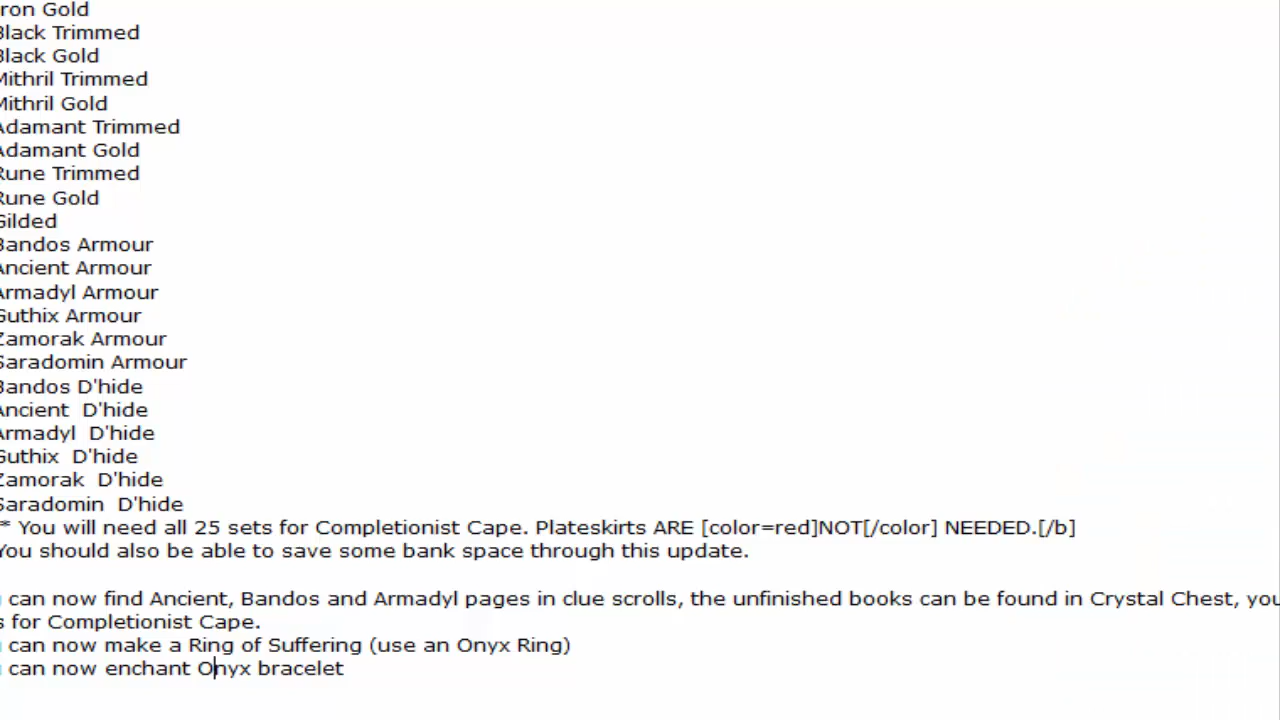 ron Gold
Black Trimmed
Black Gold
Mithril Trimmed
Mithril Gold
Adamant Trimmed
Adamant Gold
Rune Trimmed
Rune Gold
Gilded
Bandos Armour
Ancient Armour
Armadyl Armour
Guthix Armour
Zamorak Armour
Saradomin Armour
Bandos D'hide
Ancient  D'hide
Armadyl  D'hide
Guthix  D'hide
Zamorak  D'hide
Saradomin  D'hide
* You will need all 25 sets for Completionist Cape. Plateskirts ARE [color=red]NOT[/color] NEEDED.[/b]
You should also be able to save some bank space through this update.
can now find Ancient, Bandos and Armadyl pages in clue scrolls, the unfinished books can be found in Crystal Chest, you
s for Completionist Cape.
can now make a Ring of Suffering (use an Onyx Ring)
can now enchant Onyx bracelet